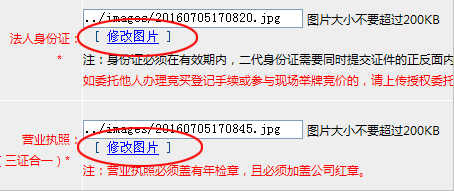 ../images/20160705170820.jpg 图片大小不要超过200KB
法人身份证: [ 修改图片 ]
* 注：身份证必须在有效期内，二代身份证需要同时提交证件的正反面内
如委托他人办理竞买登记手续或参与现场举牌竞价的，请上传授权委托
../images/20160705170845.jpg 图片大小不要超过200KB
营业执照: [ 修改图片 ]
（三证合一）*
注：营业执照必须盖有年检章，且必须加盖公司红章。